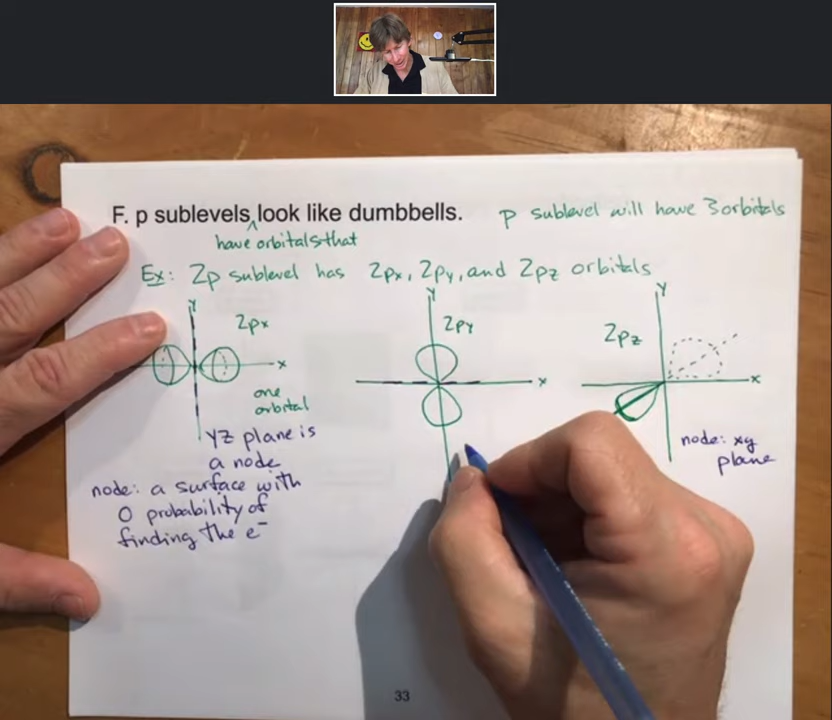 F. p sublevels look like dumbbells. p sublevel will have 3 orbitals
^
have orbitals that
Ex: 2p sublevel has 2px, 2py, and 2pz orbitals
Y Y Y
2px 2py 2pz
x x x
one
orbital
YZ plane is
a node
node: xy
plane
node: a surface with
0 probability of
finding the e⁻
33